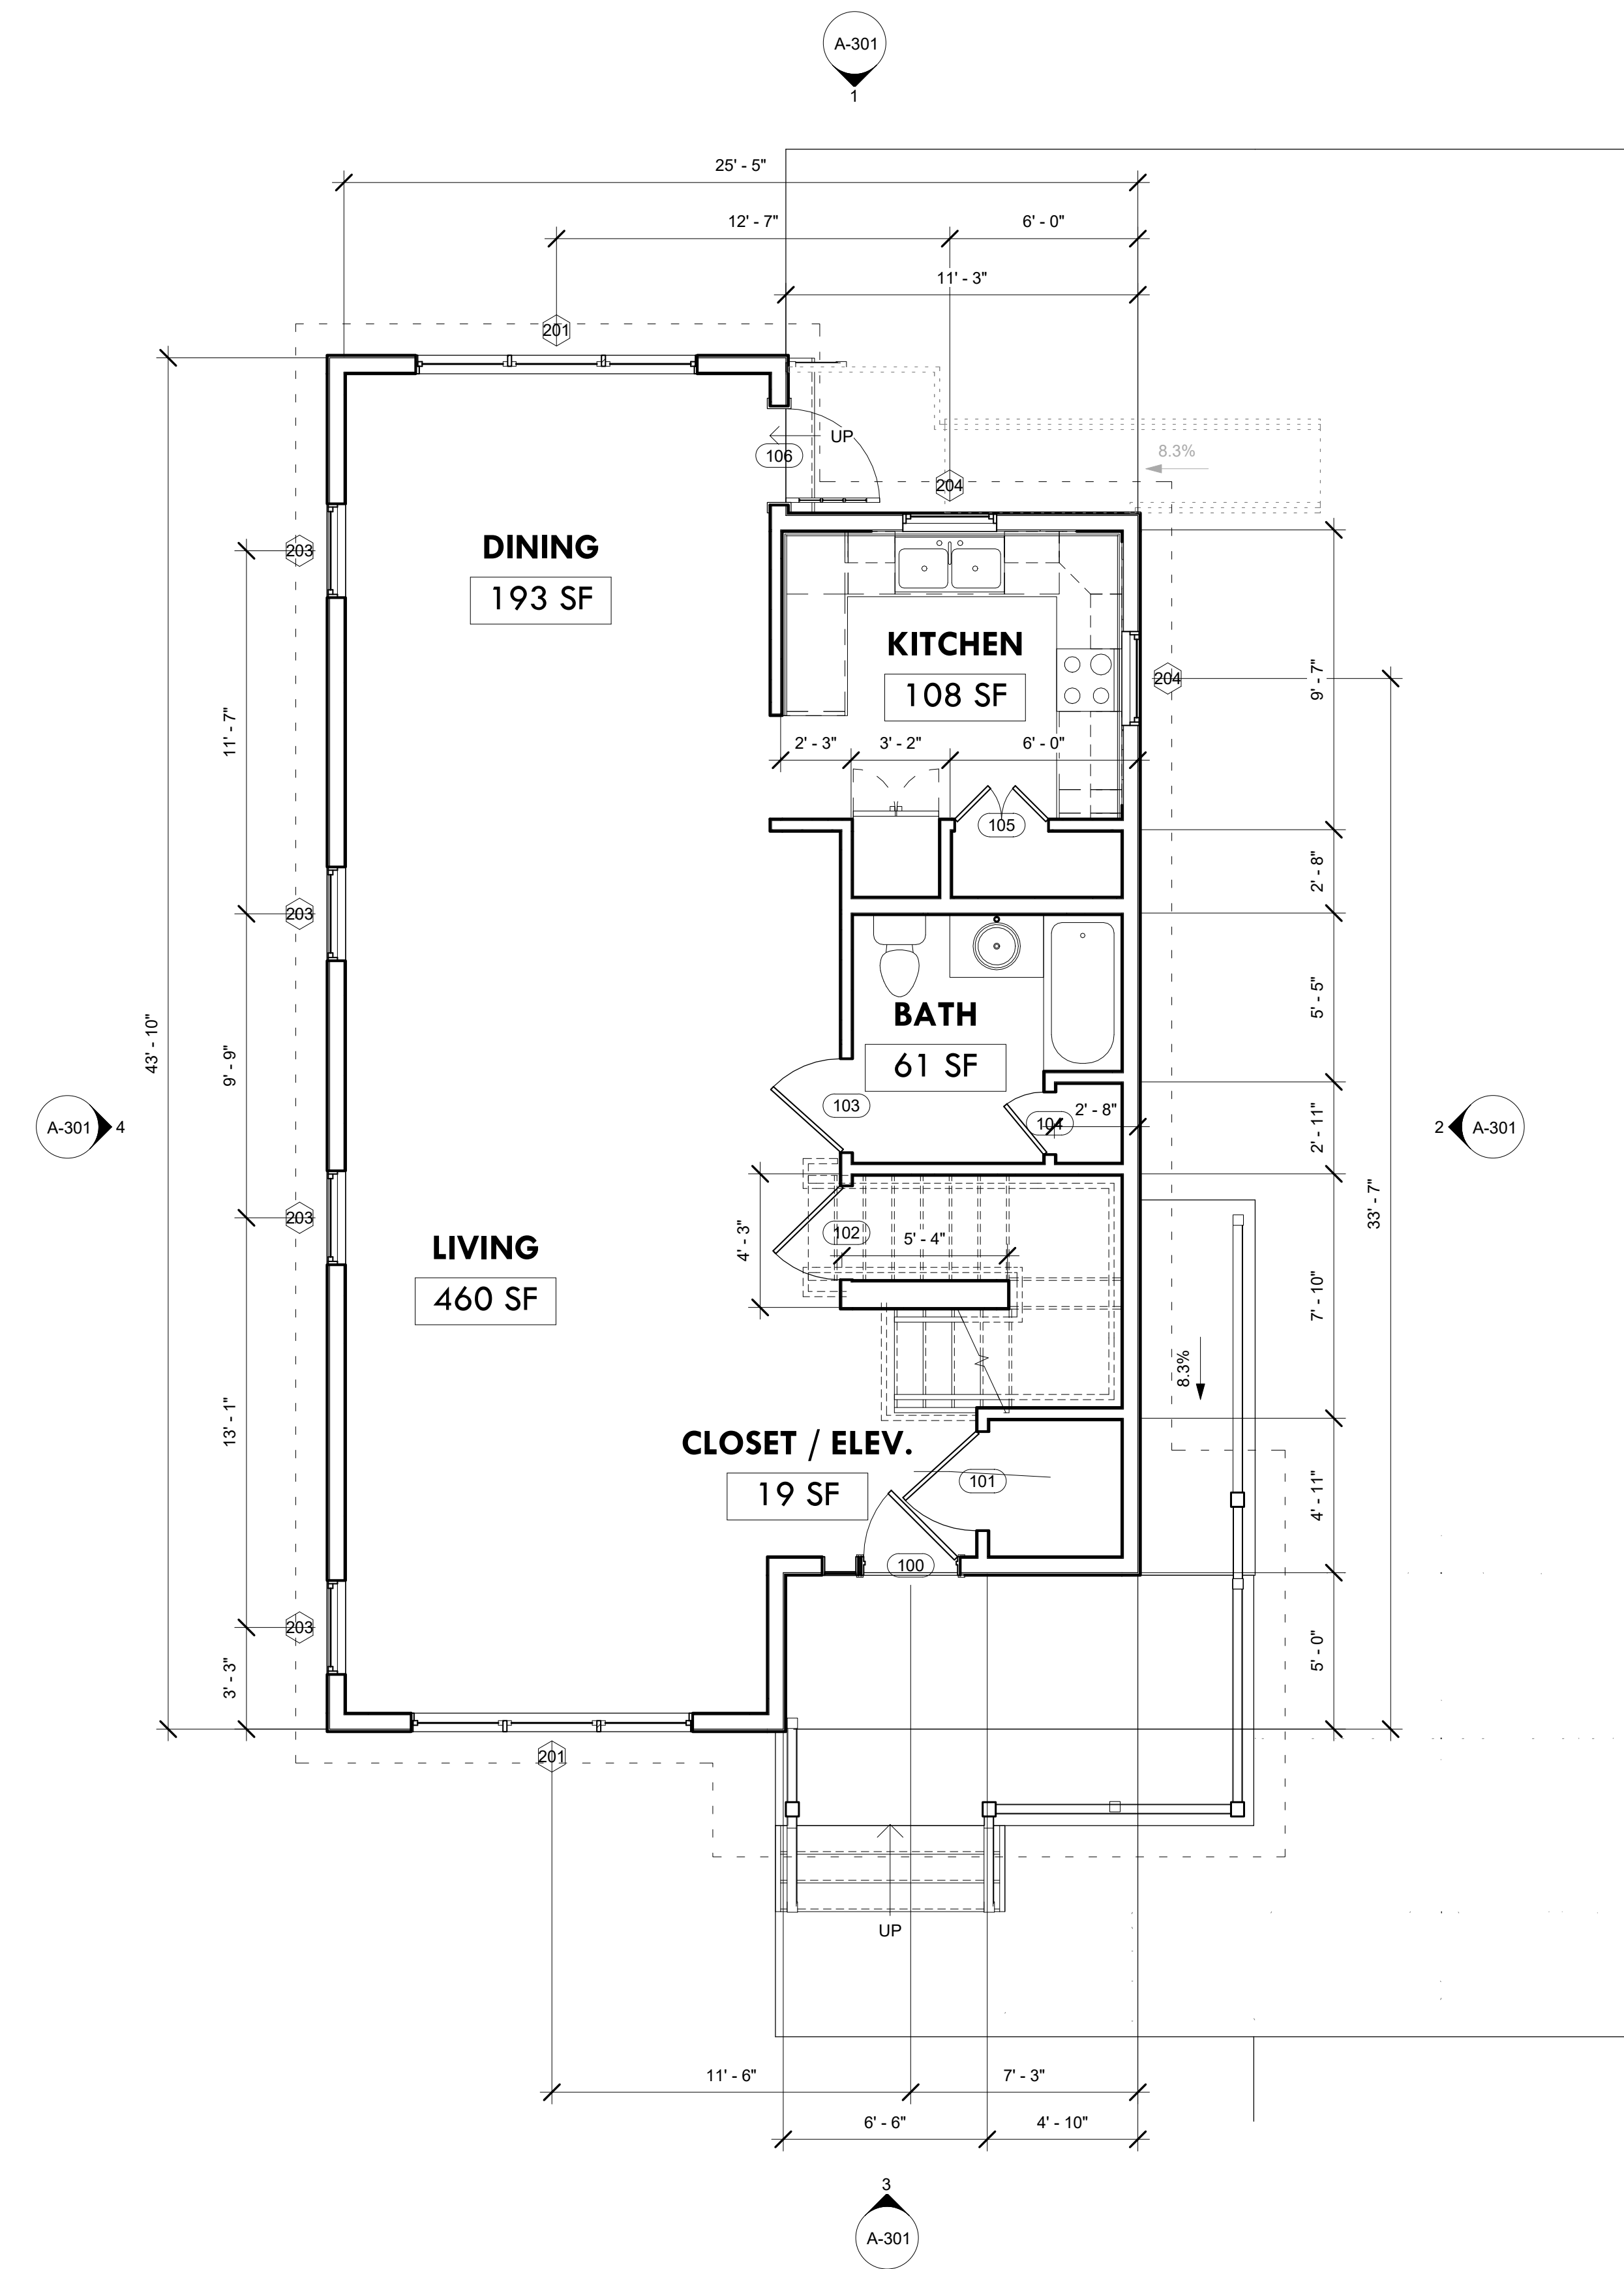 A-301
1
25' - 5"
12' - 7"
6' - 0"
11' - 3"
201
UP
106
8.3%
204
203
DINING
193 SF
KITCHEN
108 SF
204
9' - 7"
11' - 7"
2' - 3"
3' - 2"
6' - 0"
105
2' - 8"
203
5' - 5"
BATH
61 SF
43' - 10"
9' - 9"
103
104
2' - 8"
2' - 11"
A-301
4
2
A-301
203
102
5' - 4"
4' - 3"
33' - 7"
LIVING
460 SF
7' - 10"
8.3%
13' - 1"
CLOSET / ELEV.
19 SF
101
4' - 11"
100
203
3' - 3"
5' - 0"
201
UP
11' - 6"
7' - 3"
6' - 6"
4' - 10"
3
A-301